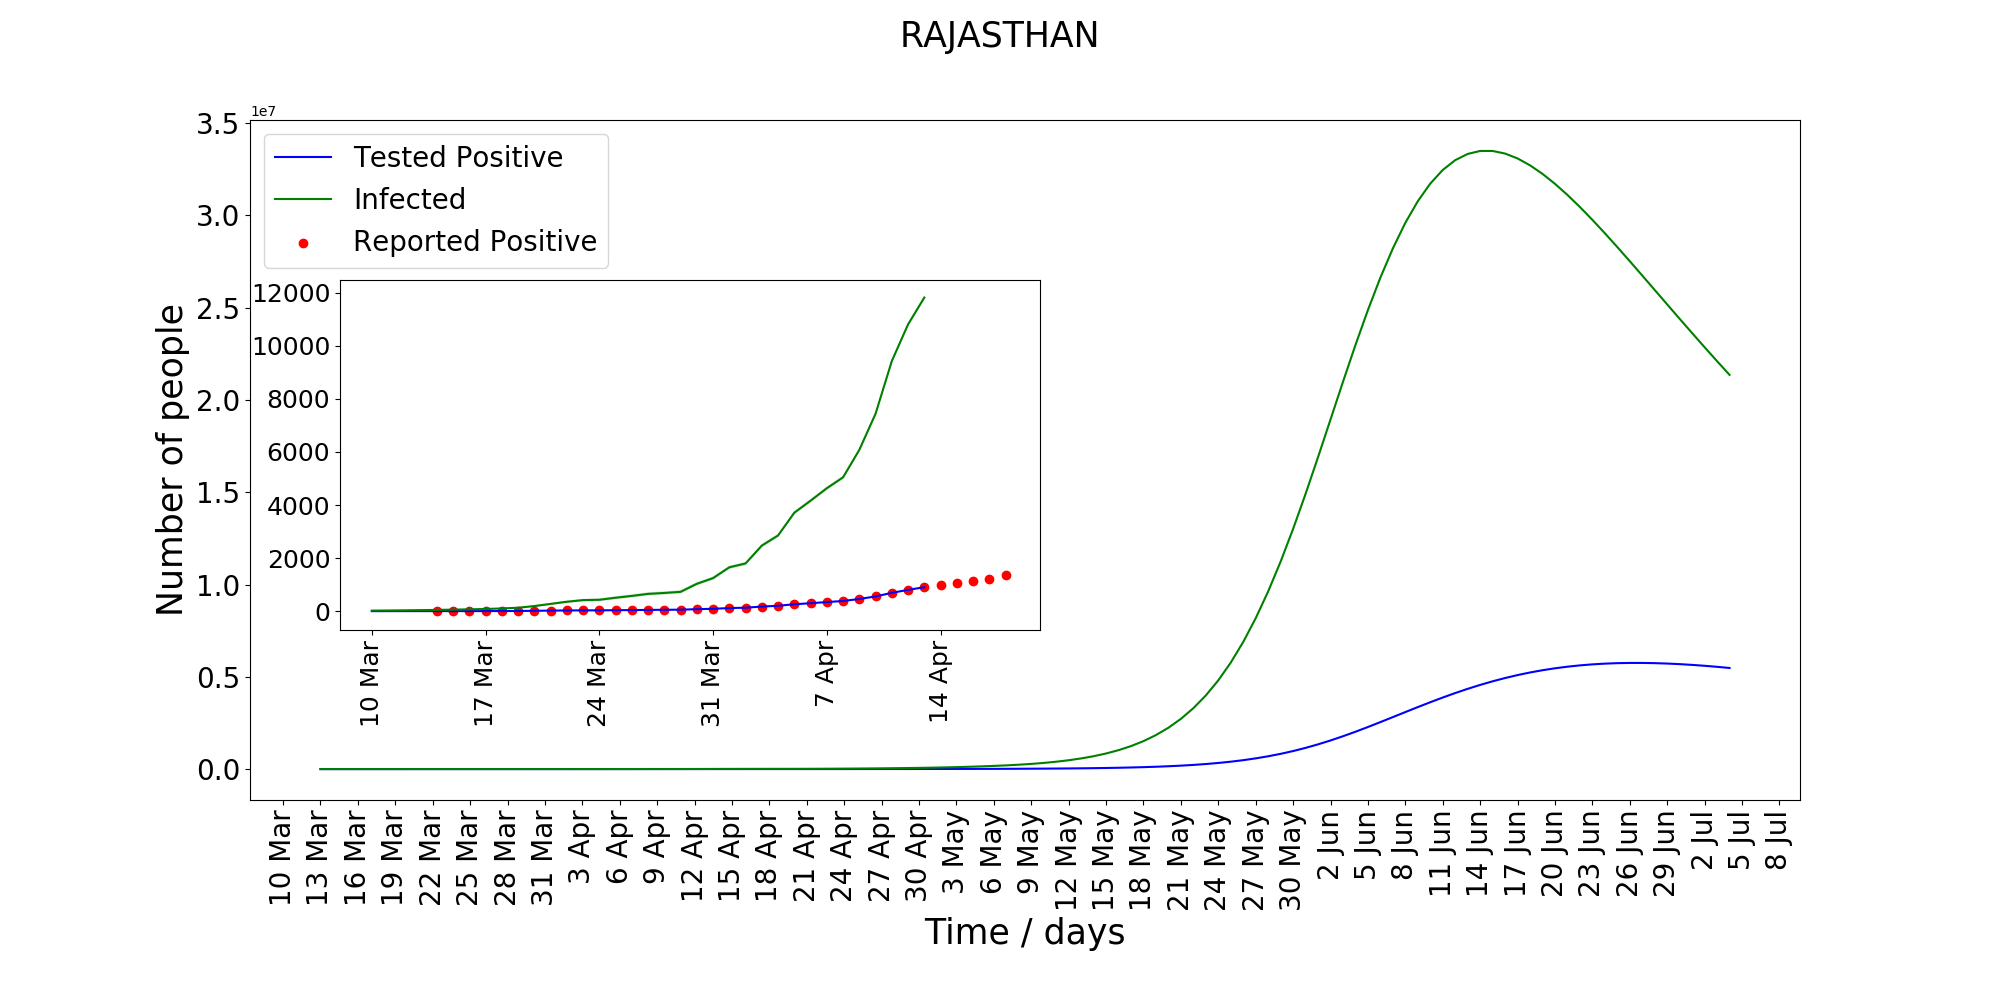 RAJASTHAN
1e7
3.5
3.0
2.5
2.0
1.5
1.0
0.5
0.0
Number of people
Tested Positive
Infected
Reported Positive
12000
10000
8000
6000
4000
2000
0
10 Mar
17 Mar
24 Mar
31 Mar
7 Apr
14 Apr
10 Mar
13 Mar
16 Mar
19 Mar
22 Mar
25 Mar
28 Mar
31 Mar
3 Apr
6 Apr
9 Apr
12 Apr
15 Apr
18 Apr
21 Apr
24 Apr
27 Apr
30 Apr
3 May
6 May
9 May
12 May
15 May
18 May
21 May
24 May
27 May
30 May
2 Jun
5 Jun
8 Jun
11 Jun
14 Jun
17 Jun
20 Jun
23 Jun
26 Jun
29 Jun
2 Jul
5 Jul
8 Jul
Time / days